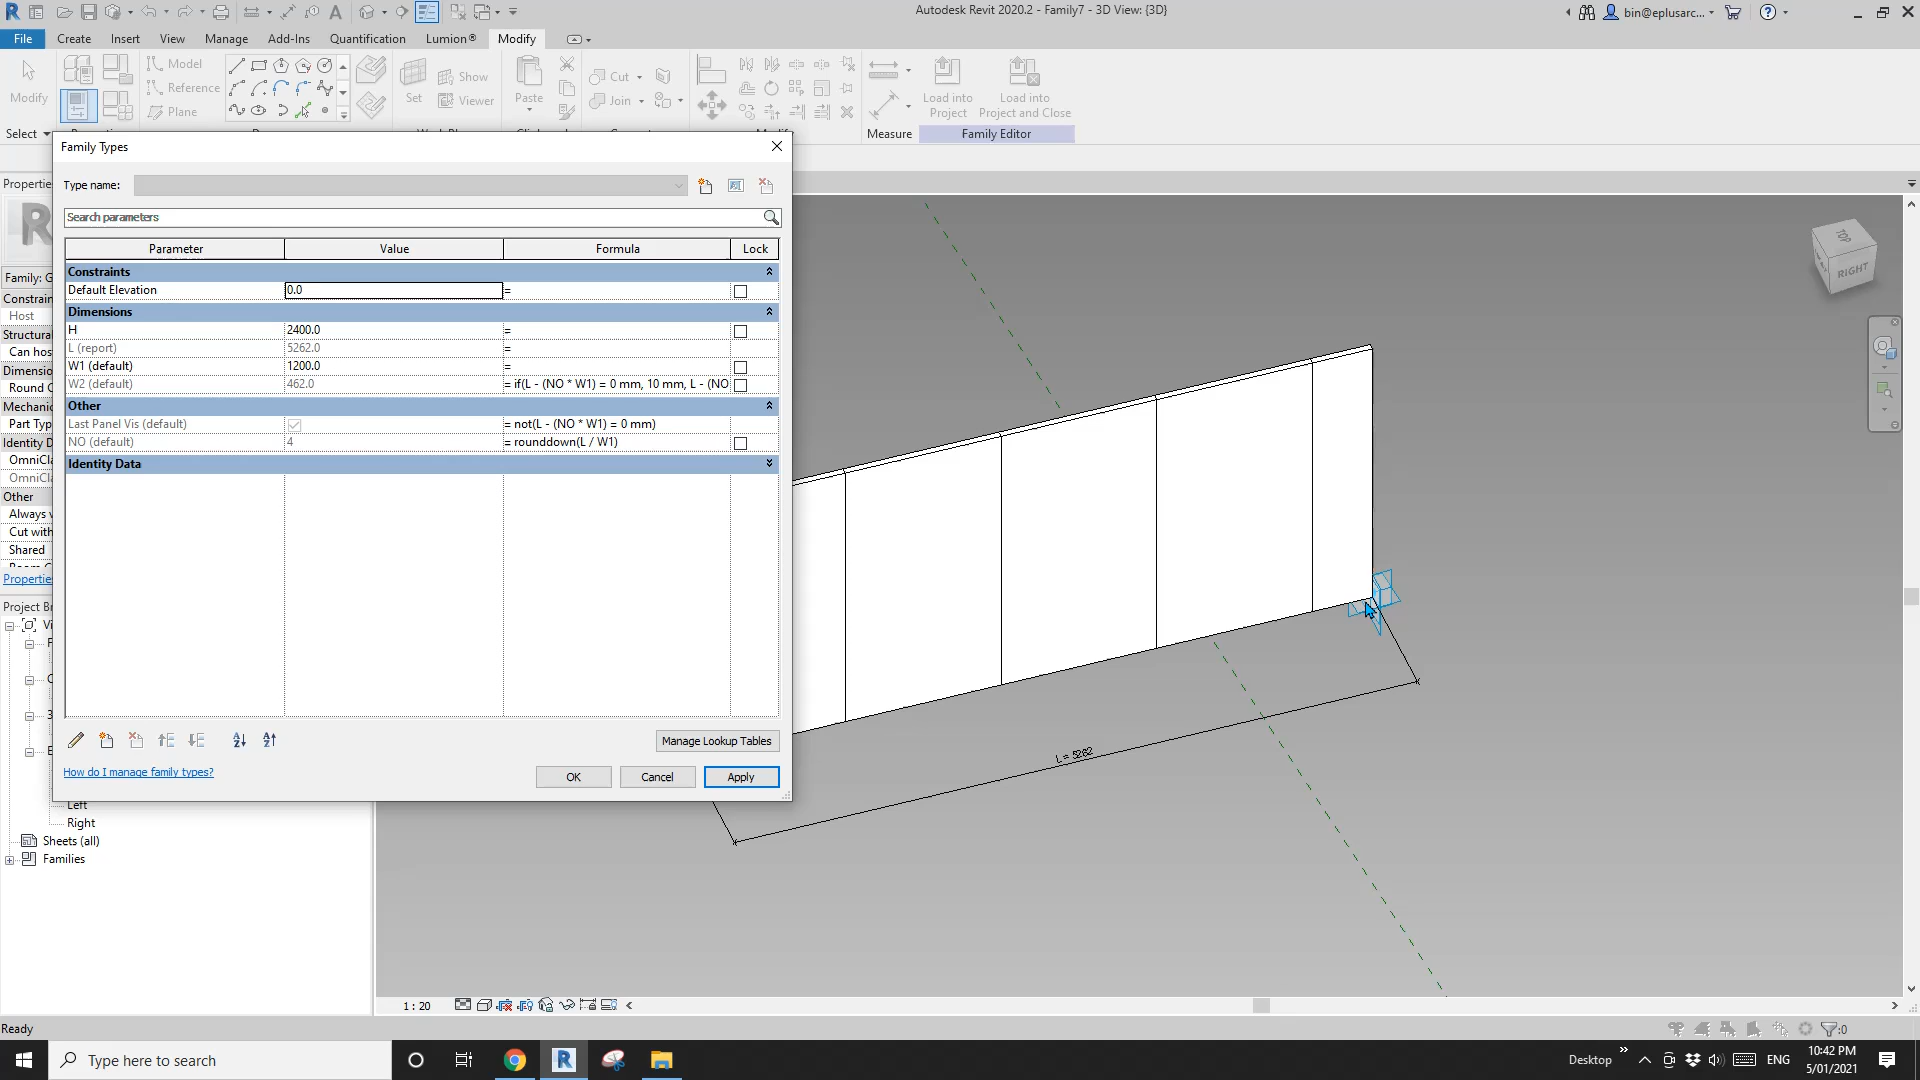 Autodesk Revit 2020.2 - Family7 - 3D View: {3D}
bin@eplusarc...
File Create Insert View Manage Add-Ins Quantification Lumion® Modify
Modify
Model
Reference
Plane
Set
Show
Viewer
Paste
Cut
Join
Load into Project
Load into Project and Close
Select
Measure
Family Editor
Family Types
Type name:
Search parameters
Parameter Value Formula Lock
Constraints
Default Elevation 0.0 =
Dimensions
H 2400.0 =
L (report) 5262.0 =
W1 (default) 1200.0 =
W2 (default) 462.0 = if(L - (NO * W1) = 0 mm, 10 mm, L - (NO
Other
Last Panel Vis (default) = not(L - (NO * W1) = 0 mm)
NO (default) 4 = rounddown(L / W1)
Identity Data
Manage Lookup Tables
How do I manage family types?
OK Cancel Apply
Propertie
Family: G
Constrai
Host
Structural
Can hos
Dimensio
Round C
Mechanic
Part Type
Identity D
OmniCla
OmniCla
Other
Always v
Cut with
Shared
Propertie
Project Br
Left
Right
Sheets (all)
Families
TOP
RIGHT
L = 5262
1 : 20
Ready
:0
Type here to search
Desktop
ENG
10:42 PM
5/01/2021